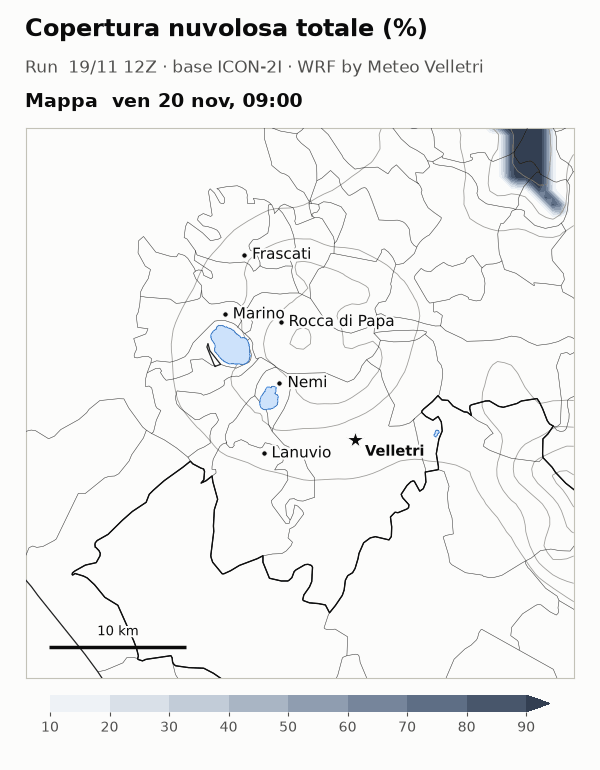 Copertura nuvolosa totale (%)
Run  19/11 12Z · base ICON-2I · WRF by Meteo Velletri
Mappa  ven 20 nov, 09:00
Frascati
Marino
Rocca di Papa
Nemi
Velletri
Lanuvio
10 km
10 20 30 40 50 60 70 80 90